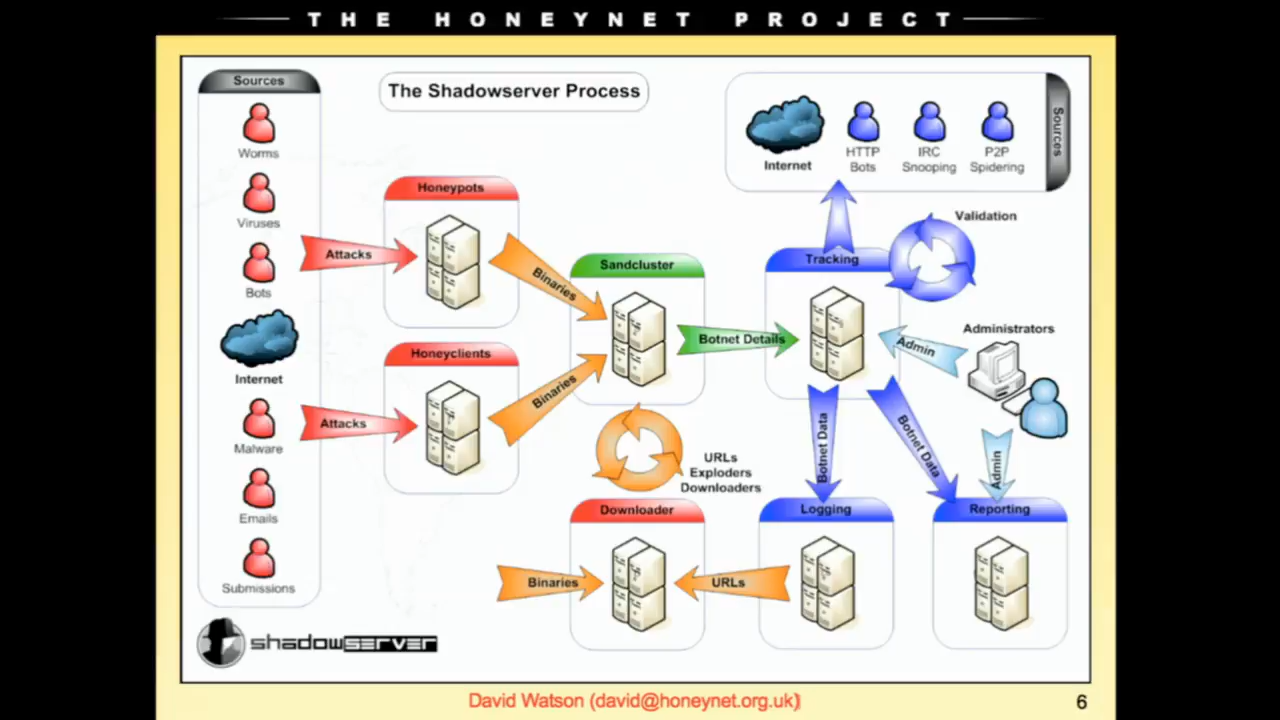 THE HONEYNET PROJECT
Sources
The Shadowserver Process
Worms
Viruses
Bots
Internet
Malware
Emails
Submissions
Attacks
Attacks
Honeypots
Honeyclients
Binaries
Binaries
Sandcluster
Botnet Details
URLs
Exploders
Downloaders
Downloader
Binaries
URLs
Tracking
Validation
Internet
HTTP
Bots
IRC
Snooping
P2P
Spidering
Sources
Administrators
Admin
Admin
Botnet Data
Botnet Data
Logging
Reporting
shadowserver
David Watson (david@honeynet.org.uk)
6